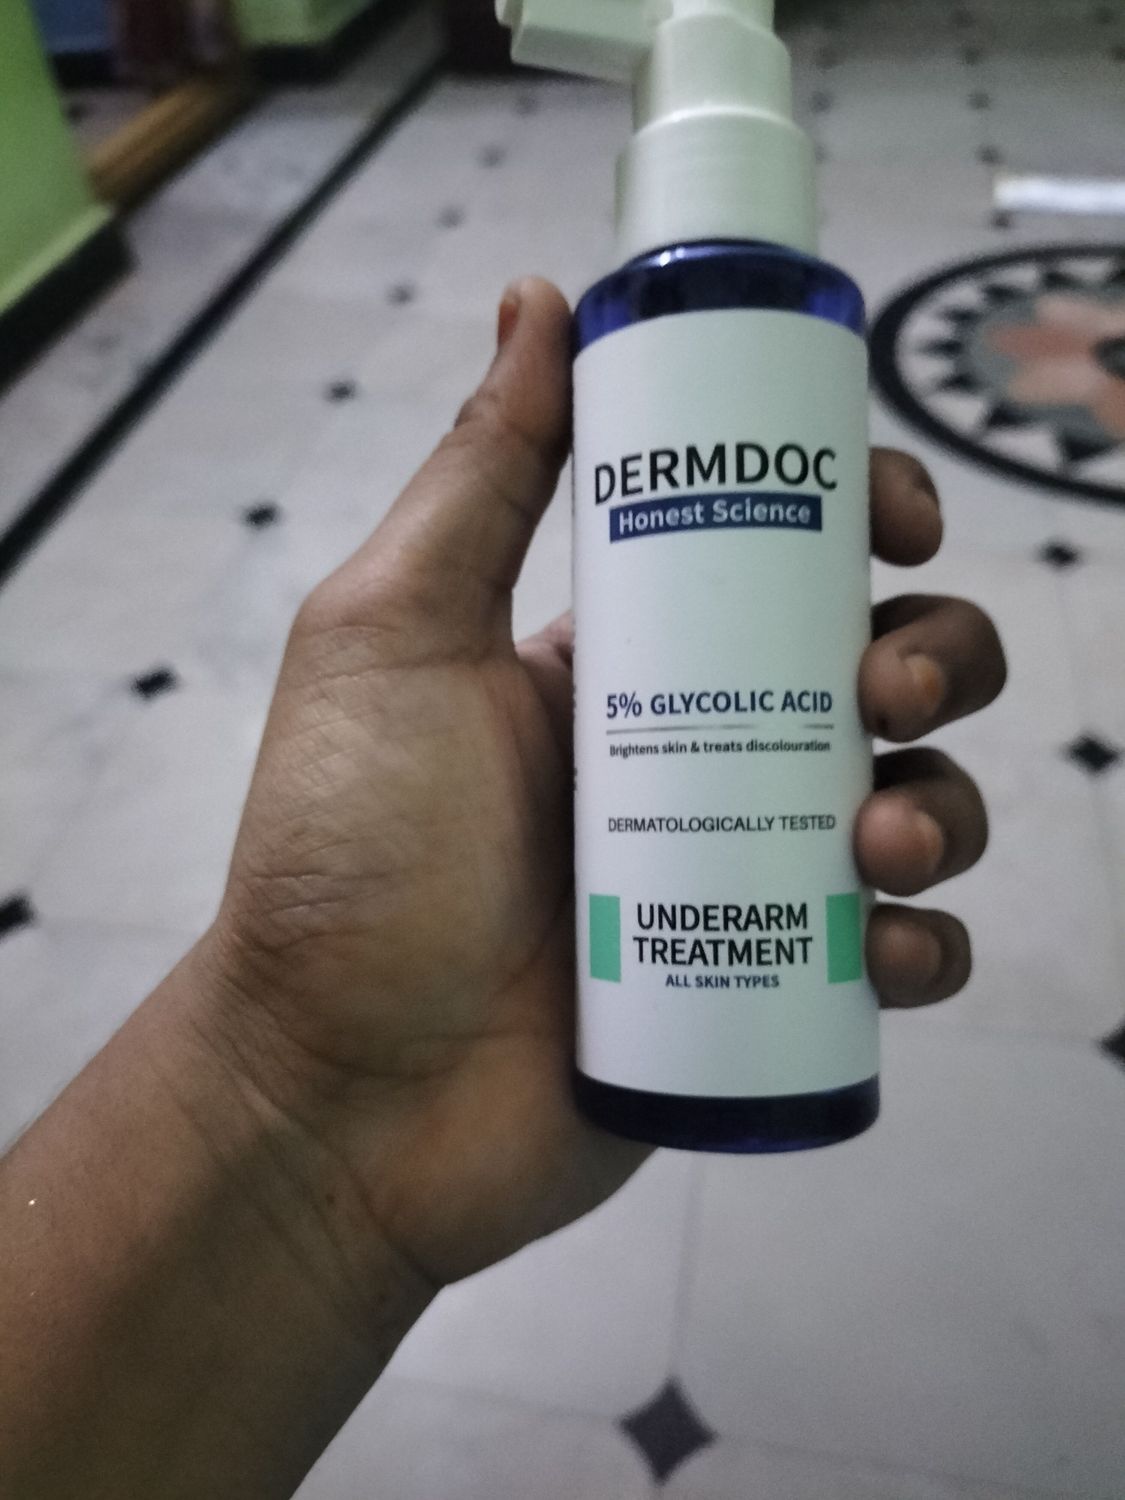 DERMDOC
Honest Science
5% GLYCOLIC ACID
Brightens skin & treats discolouration
DERMATOLOGICALLY TESTED
UNDERARM
TREATMENT
ALL SKIN TYPES